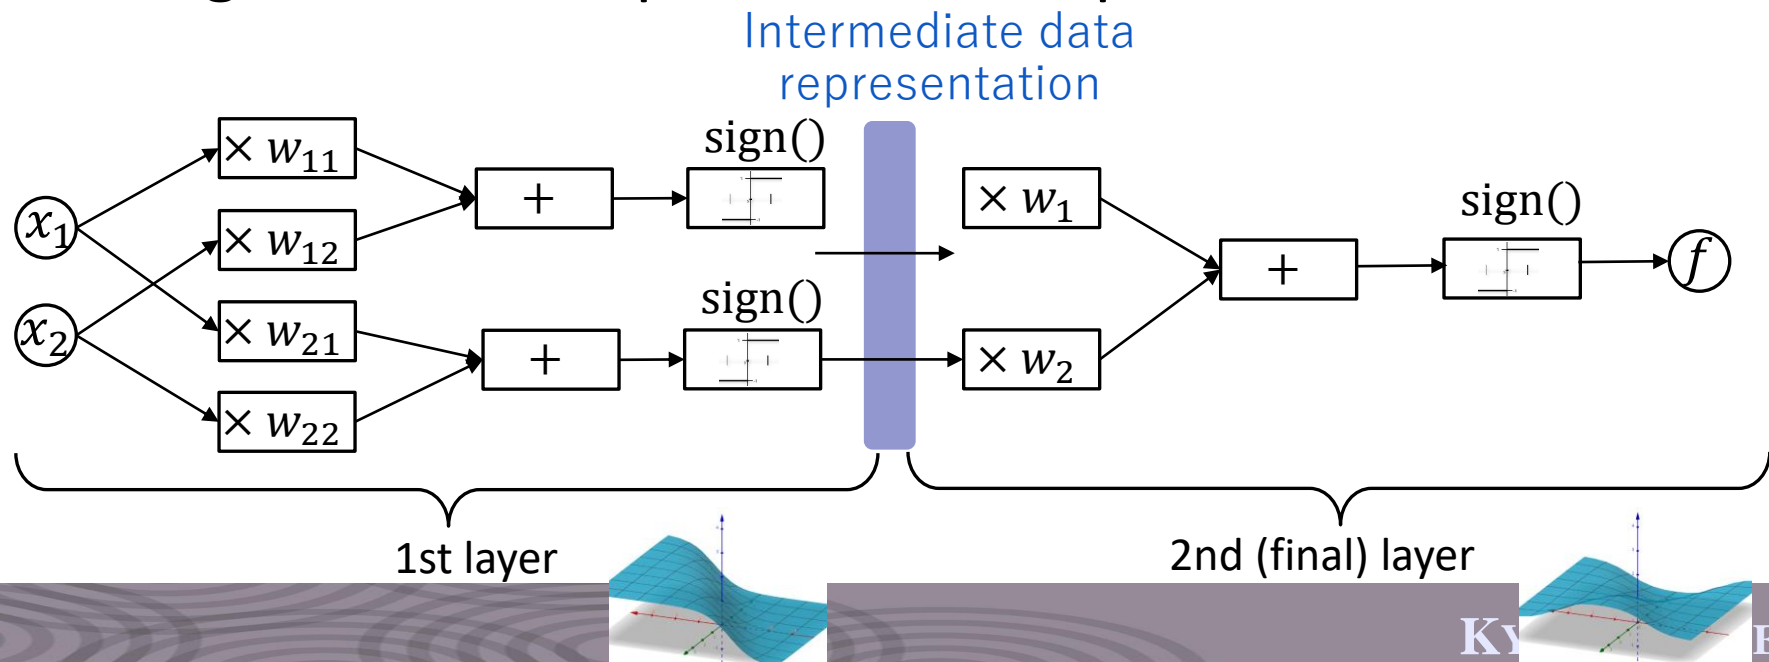 Intermediate data
representation
sign()
× w₁₁
x₁
+
× w₁
sign()
× w₁₂
+
f
sign()
x₂
× w₂₁
+
× w₂
× w₂₂
1st layer
2nd (final) layer